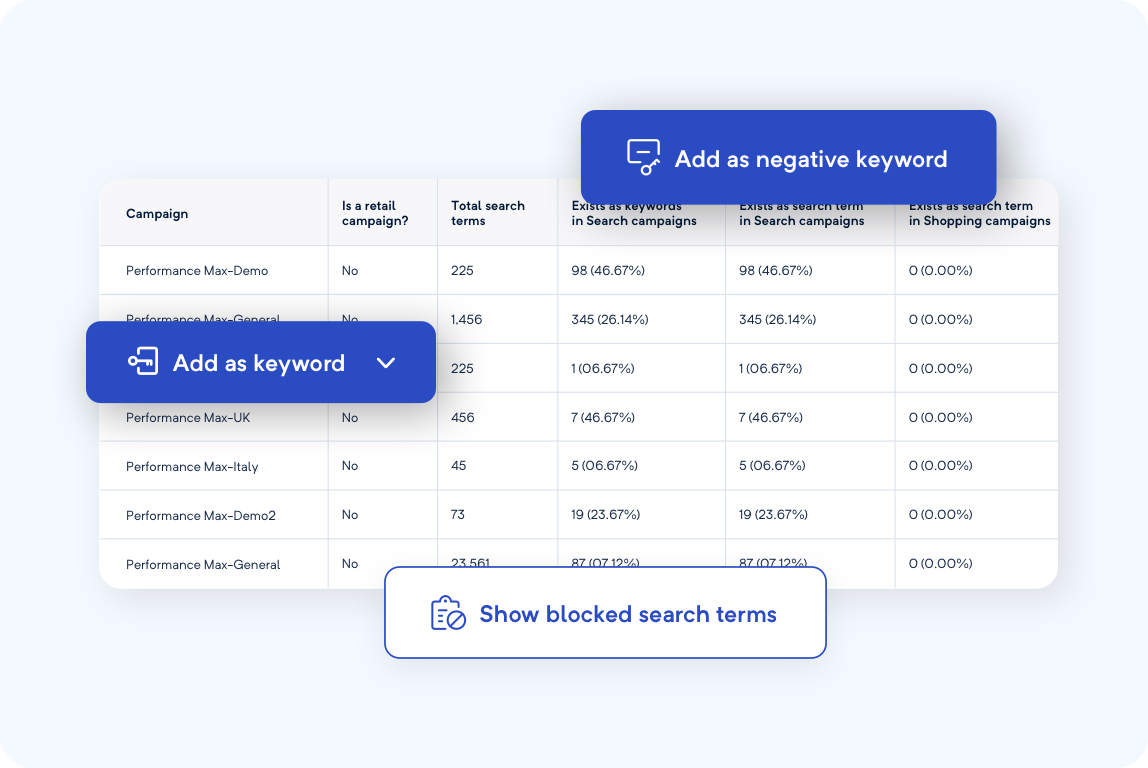 Add as negative keyword
Campaign
Is a retail
campaign?
Total search
terms
Exists as keywords
in Search campaigns
Exists as search term
in Search campaigns
Exists as search term
in Shopping campaigns
Performance Max-Demo No 225 98 (46.67%) 98 (46.67%) 0 (0.00%)
Performance Max-General No 1,456 345 (26.14%) 345 (26.14%) 0 (0.00%)
Add as keyword
225 1 (06.67%) 1 (06.67%) 0 (0.00%)
Performance Max-UK No 456 7 (46.67%) 7 (46.67%) 0 (0.00%)
Performance Max-Italy No 45 5 (06.67%) 5 (06.67%) 0 (0.00%)
Performance Max-Demo2 No 73 19 (23.67%) 19 (23.67%) 0 (0.00%)
Performance Max-General No 23,561 87 (07.12%) 87 (07.12%) 0 (0.00%)
Show blocked search terms